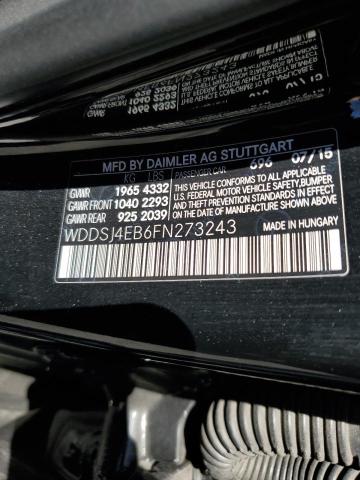 MFD BY DAIMLER AG STUTTGART
KG LBS 696 07/15
GVWR 1965 4332
GAWR FRONT 1040 2293
GAWR REAR 925 2039
THIS VEHICLE CONFORMS TO ALL APPLICABLE
U.S. FEDERAL MOTOR VEHICLE SAFETY, BUMPER,
AND THEFT PREVENTION STANDARDS
IN EFFECT ON THE DATE OF MANUFACTURE SHOWN ABOVE.
PASSENGER CAR
WDDSJ4EB6FN273243
MADE IN HUNGARY